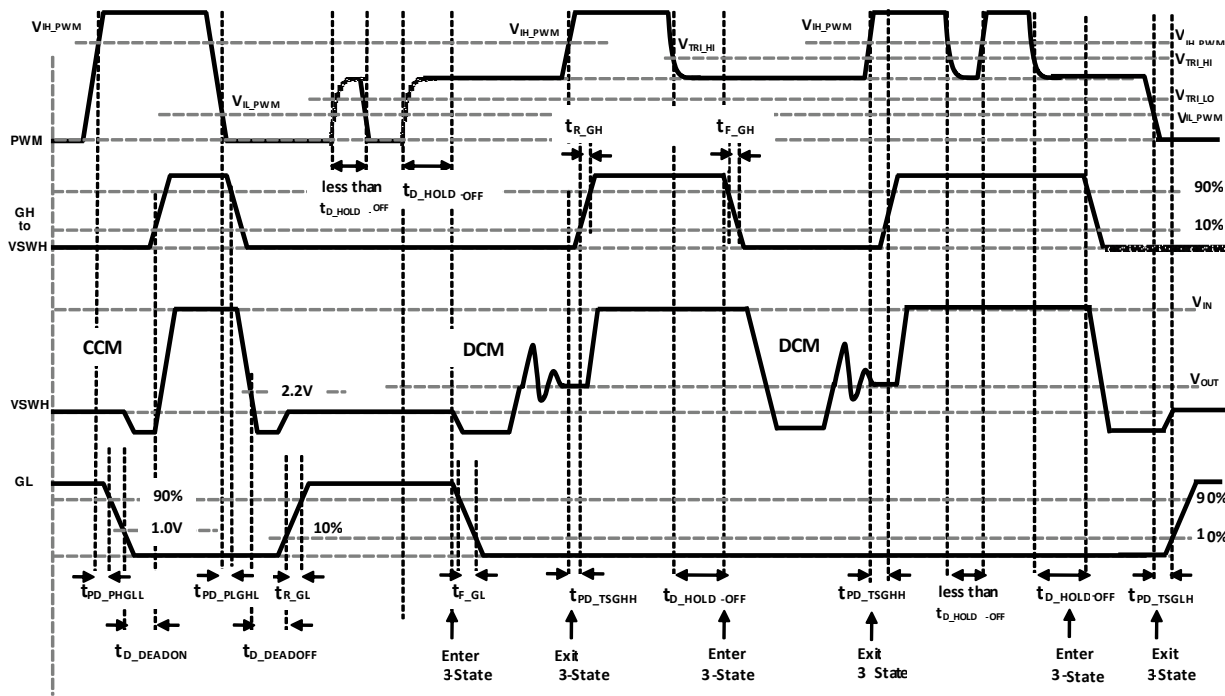 VIH_PWM
VIH_PWM
VTRI_HI
VIH_PWM
VIH_PWM
VTRI_HI
VTRI_LO
VIL_PWM
VIL_PWM
PWM
tR_GH
tF_GH
less than
tD_HOLD -OFF
tD_HOLD -OFF
90%
10%
GH
to
VSWH
VIN
CCM
DCM
DCM
2.2V
VOUT
VSWH
GL
90%
1.0V
10%
90%
10%
tPD_PHGLL
tPD_PLGHL
tR_GL
tF_GL
tPD_TSGHH
tD_HOLD -OFF
tPD_TSGHH
less than
tD_HOLD -OFF
tD_HOLD-OFF
tPD_TSGLH
tD_DEADON
tD_DEADOFF
Enter
3-State
Exit
3-State
Enter
3-State
Exit
3 State
Enter
3-State
Exit
3-State